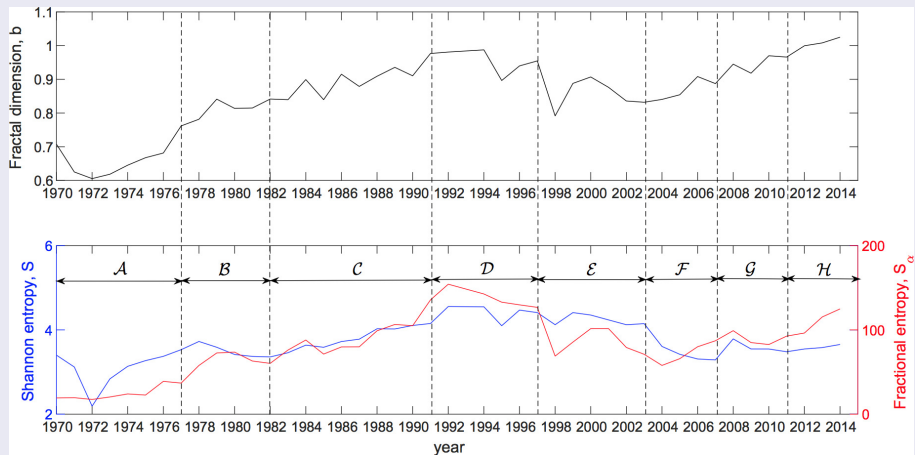 Fractal dimension, b
1.1
1
0.9
0.8
0.7
0.6
1970 1972 1974 1976 1978 1980 1982 1984 1986 1988 1990 1992 1994 1996 1998 2000 2002 2004 2006 2008 2010 2012 2014
Shannon entropy, S
6
4
2
A B C D E F G H
200
100
0
Fractional entropy, S α
1970 1972 1974 1976 1978 1980 1982 1984 1986 1988 1990 1992 1994 1996 1998 2000 2002 2004 2006 2008 2010 2012 2014
year